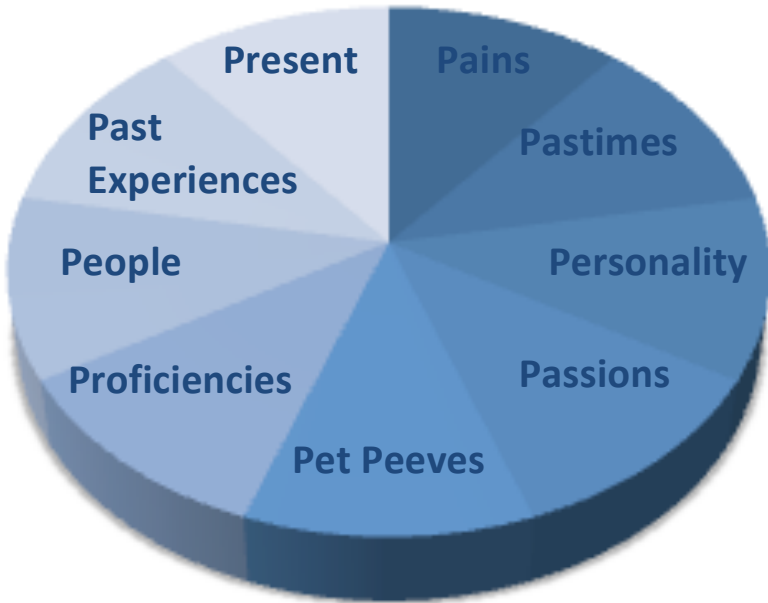 Present
Pains
Past
Experiences
Pastimes
People
Personality
Proficiencies
Passions
Pet Peeves